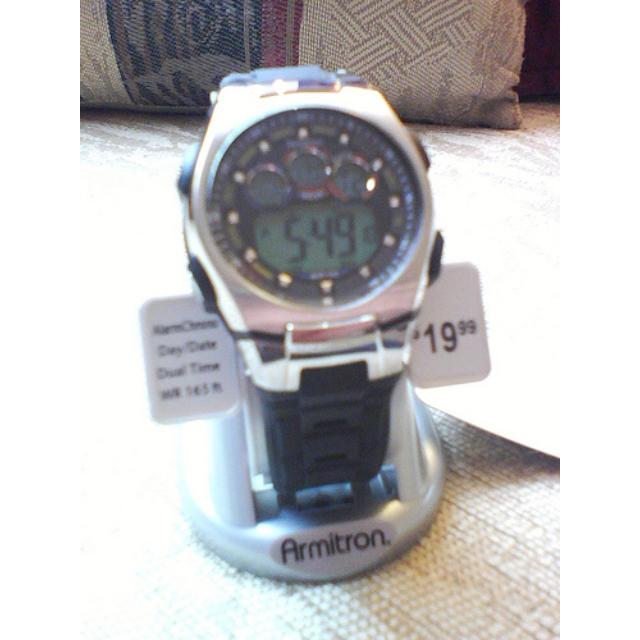 5:49
Alarm Chrono
Day/Date
Dual Time
WR 165 ft
$19.99
Armitron.